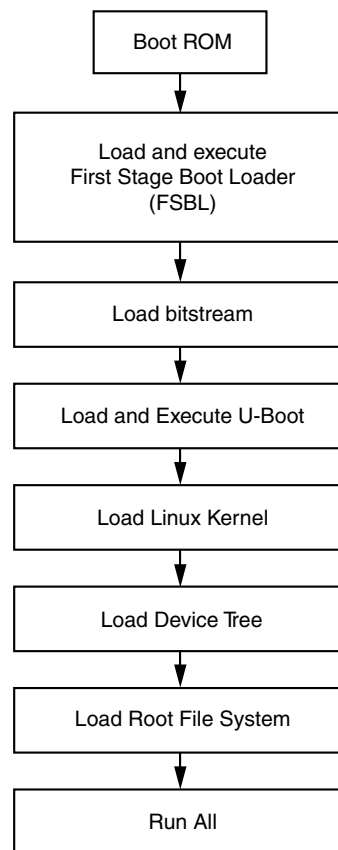 Boot ROM
Load and execute
First Stage Boot Loader
(FSBL)
Load bitstream
Load and Execute U-Boot
Load Linux Kernel
Load Device Tree
Load Root File System
Run All